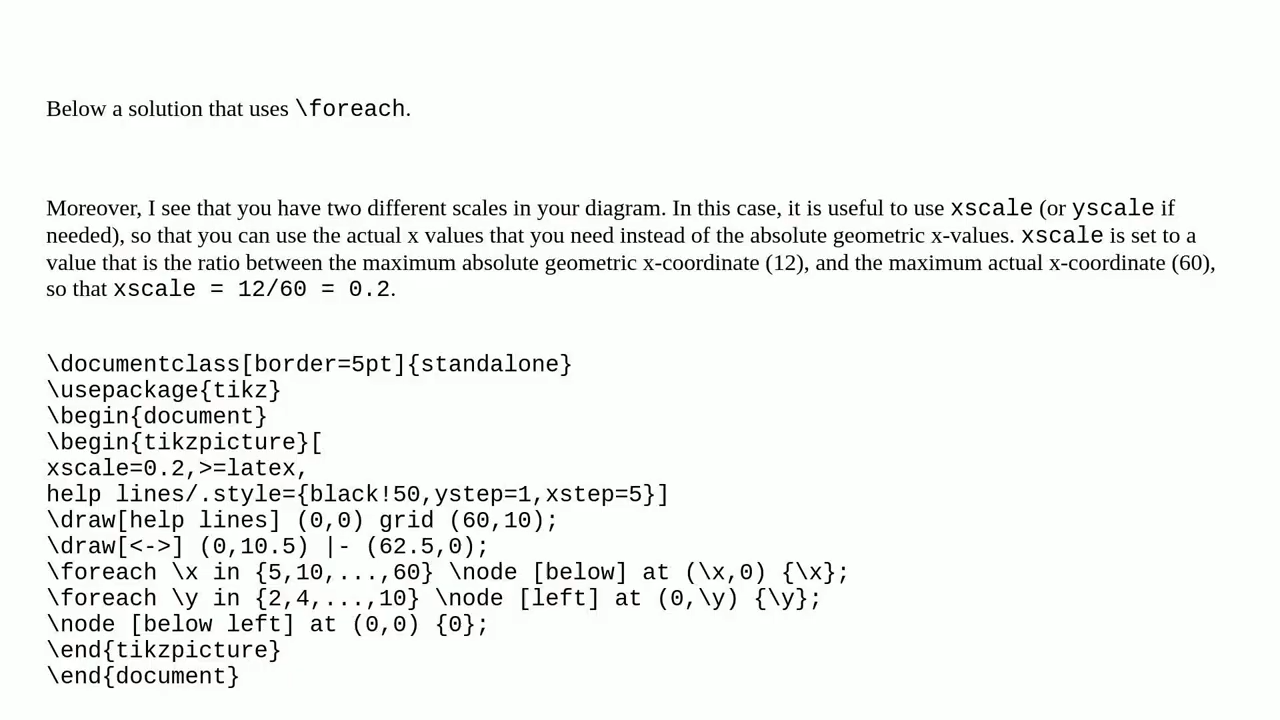 Below a solution that uses \foreach.
Moreover, I see that you have two different scales in your diagram. In this case, it is useful to use xscale (or yscale if
needed), so that you can use the actual x values that you need instead of the absolute geometric x-values. xscale is set to a
value that is the ratio between the maximum absolute geometric x-coordinate (12), and the maximum actual x-coordinate (60),
so that xscale = 12/60 = 0.2.
\documentclass[border=5pt]{standalone}
\usepackage{tikz}
\begin{document}
\begin{tikzpicture}[
xscale=0.2,>=latex,
help lines/.style={black!50,ystep=1,xstep=5}]
\draw[help lines] (0,0) grid (60,10);
\draw[<->] (0,10.5) |- (62.5,0);
\foreach \x in {5,10,...,60} \node [below] at (\x,0) {\x};
\foreach \y in {2,4,...,10} \node [left] at (0,\y) {\y};
\node [below left] at (0,0) {0};
\end{tikzpicture}
\end{document}